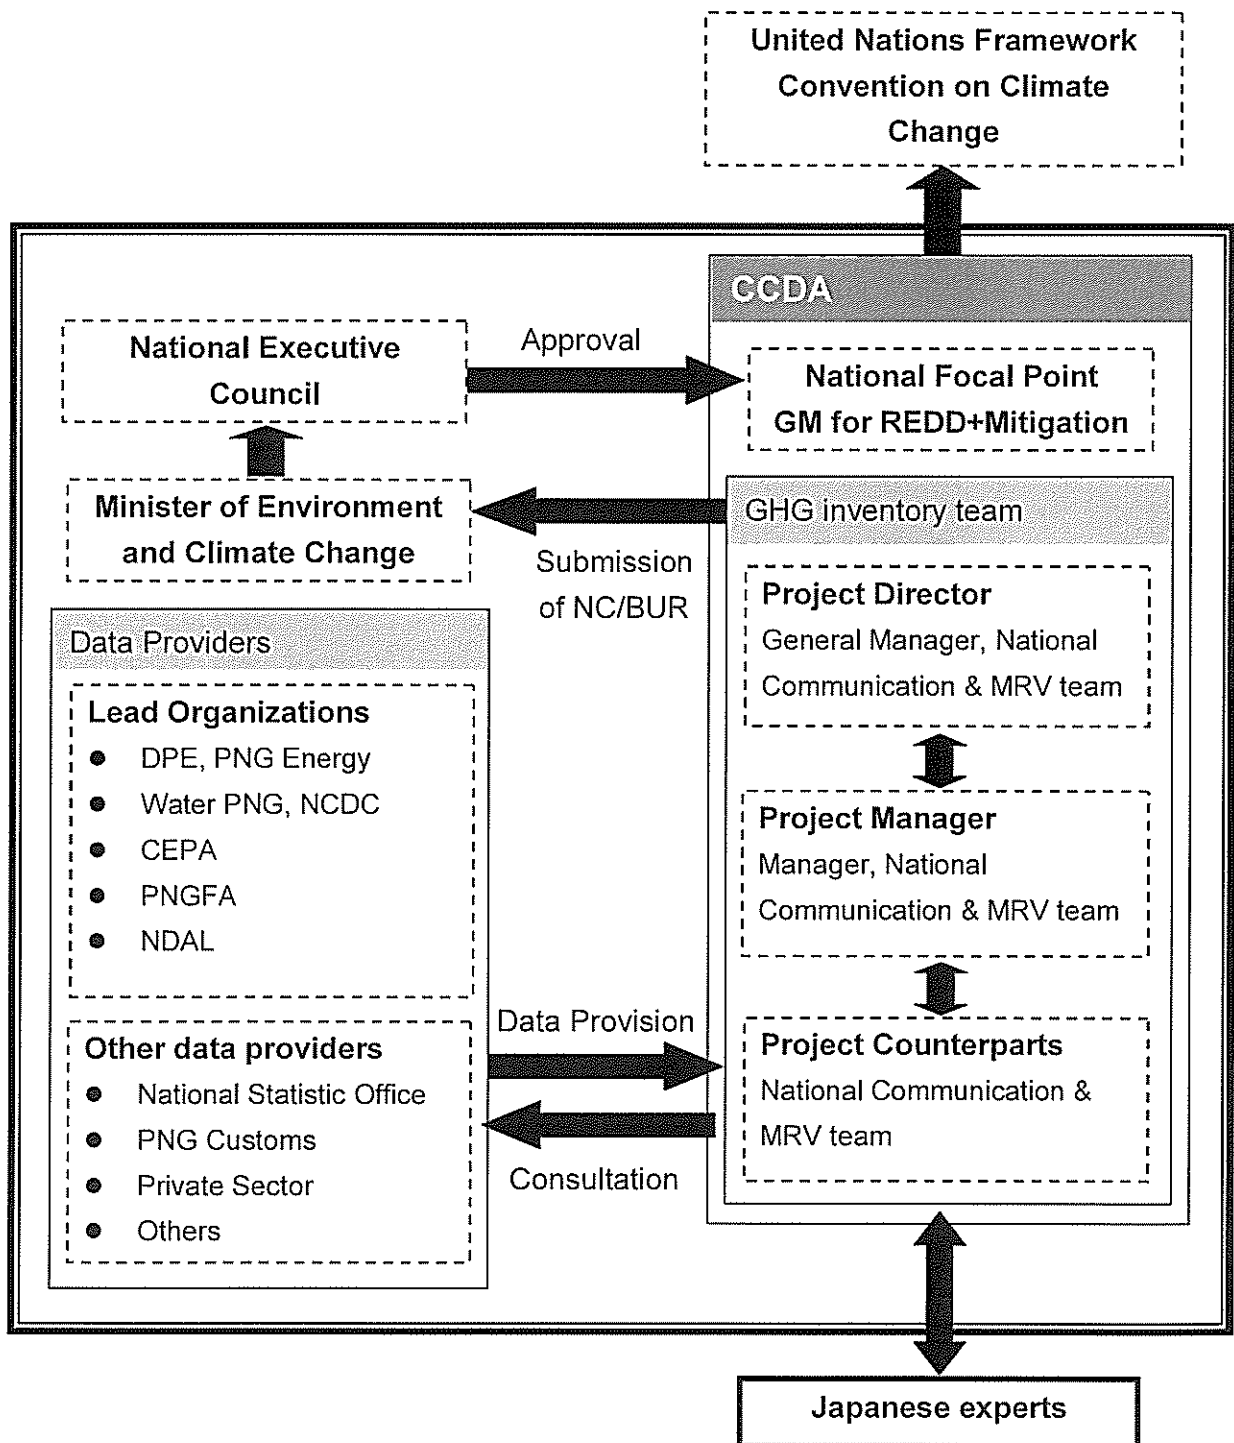 United Nations Framework
Convention on Climate
Change
CCDA
National Executive
Council
Approval
National Focal Point
GM for REDD+Mitigation
Minister of Environment
and Climate Change
Submission
of NC/BUR
GHG inventory team
Project Director
General Manager, National
Communication & MRV team
Data Providers
Lead Organizations
● DPE, PNG Energy
● Water PNG, NCDC
● CEPA
● PNGFA
● NDAL
Project Manager
Manager, National
Communication & MRV team
Data Provision
Other data providers
● National Statistic Office
● PNG Customs
● Private Sector
● Others
Consultation
Project Counterparts
National Communication &
MRV team
Japanese experts